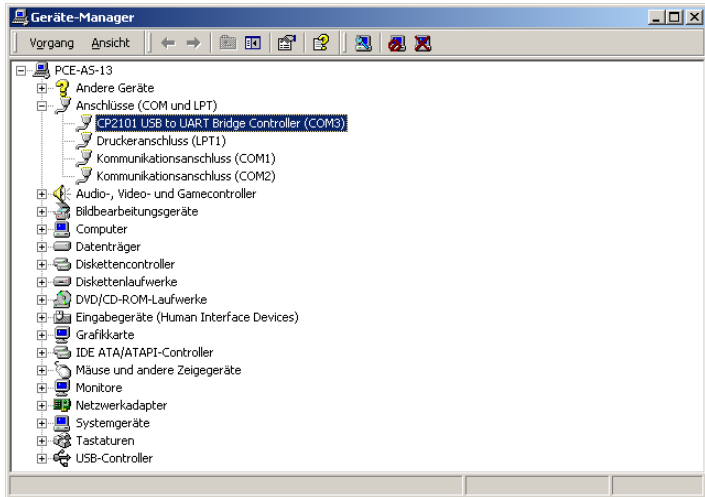 Geräte-Manager
Vorgang Ansicht
PCE-AS-13
Andere Geräte
Anschlüsse (COM und LPT)
CP2101 USB to UART Bridge Controller (COM3)
Druckeranschluss (LPT1)
Kommunikationsanschluss (COM1)
Kommunikationsanschluss (COM2)
Audio-, Video- und Gamecontroller
Bildbearbeitungsgeräte
Computer
Datenträger
Diskettencontroller
Diskettenlaufwerke
DVD/CD-ROM-Laufwerke
Eingabegeräte (Human Interface Devices)
Grafikkarte
IDE ATA/ATAPI-Controller
Mäuse und andere Zeigegeräte
Monitore
Netzwerkadapter
Systemgeräte
Tastaturen
USB-Controller